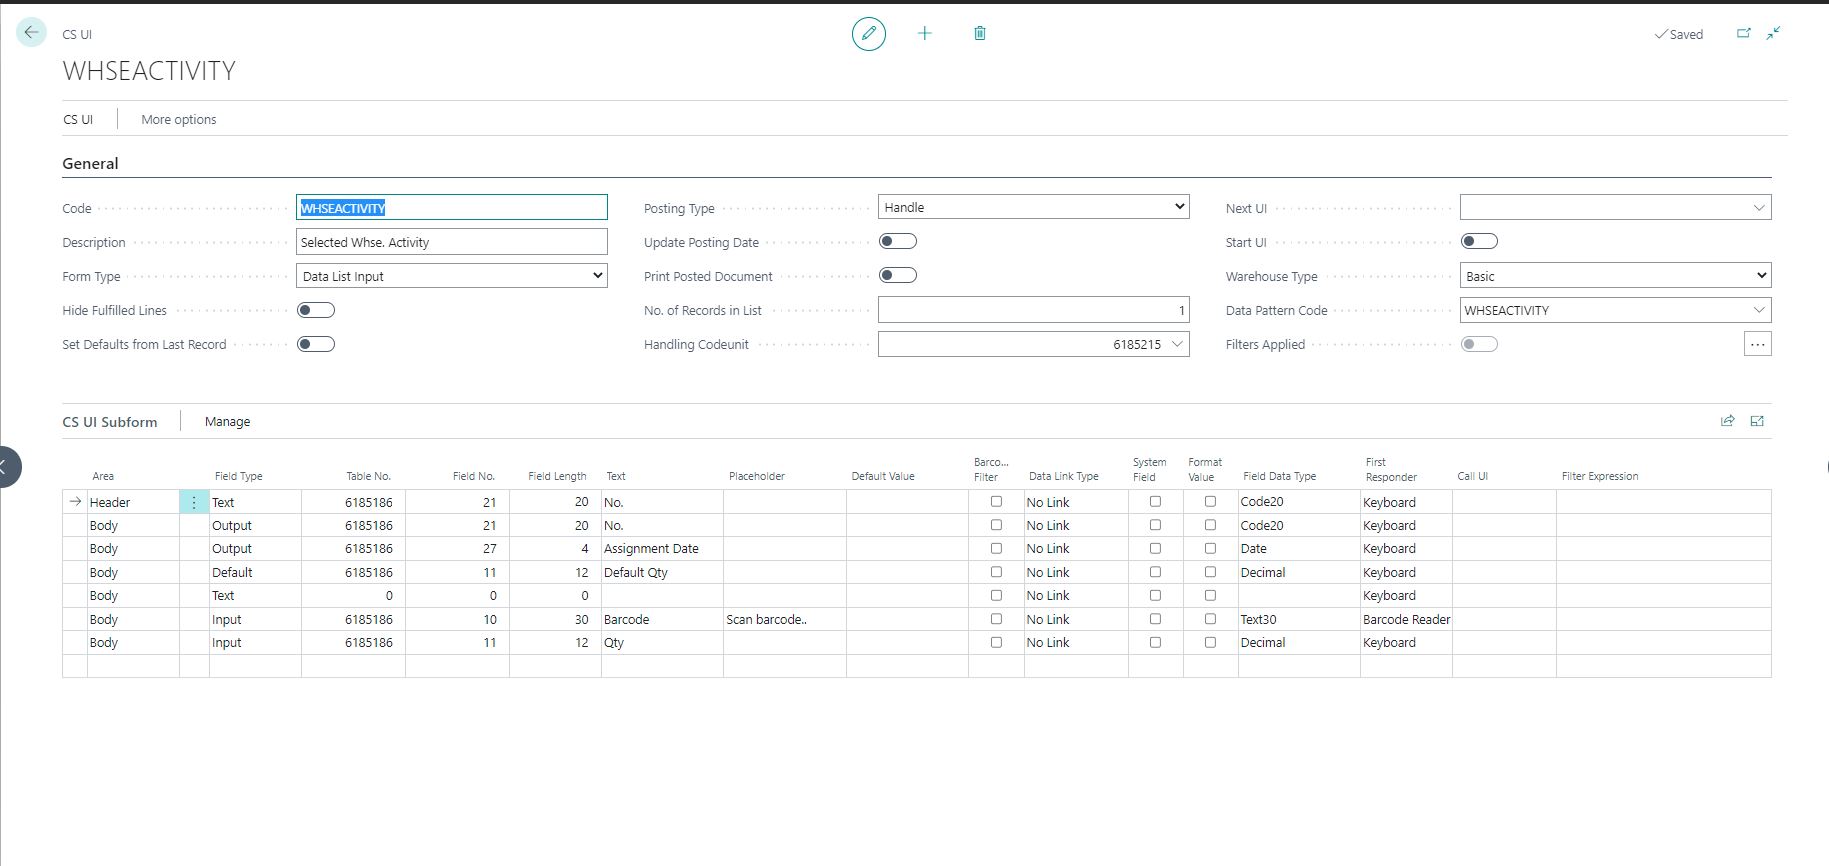 CS UI
Saved
WHSEACTIVITY
CS UI
More options
General
Code WHSEACTIVITY Posting Type Handle Next UI
Description Selected Whse. Activity Update Posting Date Start UI
Form Type Data List Input Print Posted Document Warehouse Type Basic
Hide Fulfilled Lines No. of Records in List 1 Data Pattern Code WHSEACTIVITY
Set Defaults from Last Record Handling Codeunit 6185215 Filters Applied ...
CS UI Subform Manage
Area Field Type Table No. Field No. Field Length Text Placeholder Default Value Barco... Filter Data Link Type System Field Format Value Field Data Type First Responder Call UI Filter Expression
Header Text 6185186 21 20 No. No Link Code20 Keyboard
Body Output 6185186 21 20 No. No Link Code20 Keyboard
Body Output 6185186 27 4 Assignment Date No Link Date Keyboard
Body Default 6185186 11 12 Default Qty No Link Decimal Keyboard
Body Text 0 0 0 No Link Keyboard
Body Input 6185186 10 30 Barcode Scan barcode.. No Link Text30 Barcode Reader
Body Input 6185186 11 12 Qty No Link Decimal Keyboard